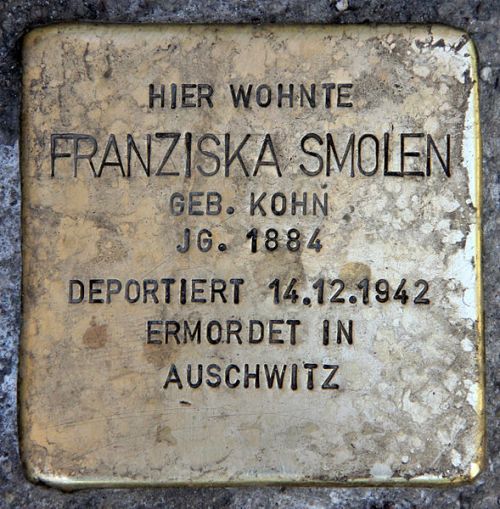 HIER WOHNTE
FRANZISKA SMOLEN
GEB. KOHN
JG. 1884
DEPORTIERT 14.12.1942
ERMORDET IN
AUSCHWITZ